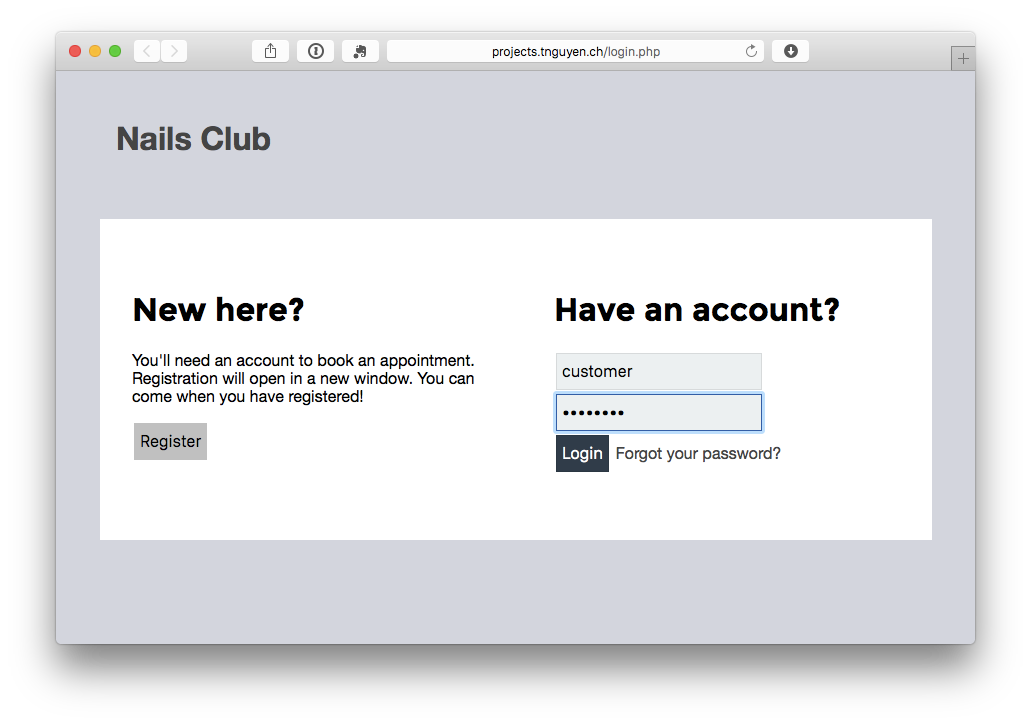 projects.tnguyen.ch/login.php
Nails Club
New here?
You'll need an account to book an appointment.
Registration will open in a new window. You can
come when you have registered!
Register
Have an account?
customer
••••••••
Login
Forgot your password?